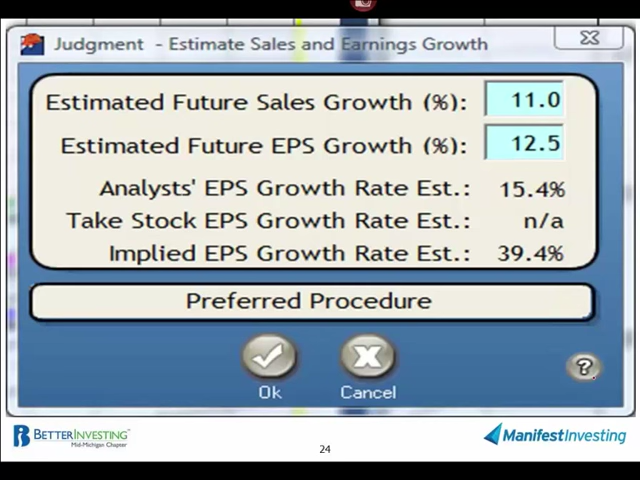 Judgment - Estimate Sales and Earnings Growth
Estimated Future Sales Growth (%): 11.0
Estimated Future EPS Growth (%): 12.5
Analysts' EPS Growth Rate Est.: 15.4%
Take Stock EPS Growth Rate Est.: n/a
Implied EPS Growth Rate Est.: 39.4%
Preferred Procedure
?
Ok Cancel
BETTERINVESTING™
Mid-Michigan Chapter
24
ManifestInvesting